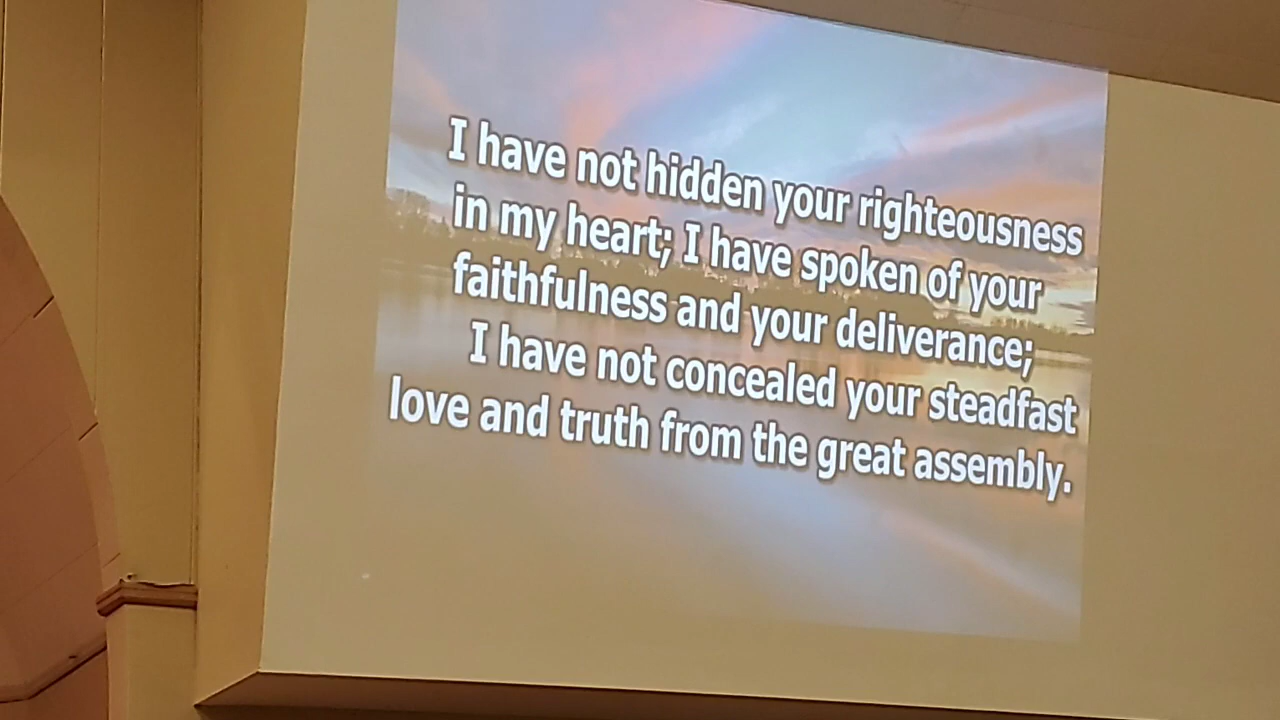 I have not hidden your righteousness
in my heart; I have spoken of your
faithfulness and your deliverance;
I have not concealed your steadfast
love and truth from the great assembly.